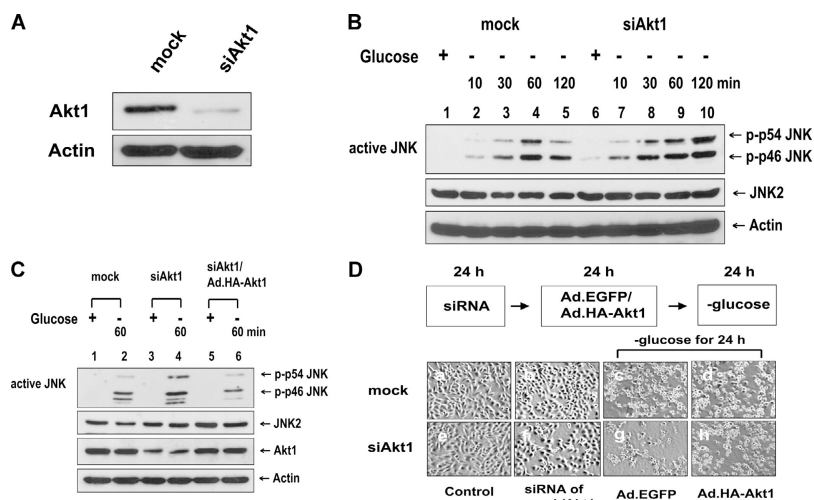 A
mock
siAkt1
Akt1
Actin
B
mock siAkt1
Glucose + - - - - + - - - -
10 30 60 120 10 30 60 120 min
1 2 3 4 5 6 7 8 9 10
active JNK
← p-p54 JNK
← p-p46 JNK
← JNK2
← Actin
C
mock siAkt1 siAkt1/
Ad.HA-Akt1
Glucose + - + - + -
60 60 60 min
1 2 3 4 5 6
active JNK
← p-p54 JNK
← p-p46 JNK
← JNK2
← Akt1
← Actin
D
24 h 24 h 24 h
siRNA → Ad.EGFP/
Ad.HA-Akt1 → -glucose
-glucose for 24 h
mock
a b c d
siAkt1
e f g h
Control siRNA of Ad.EGFP Ad.HA-Akt1